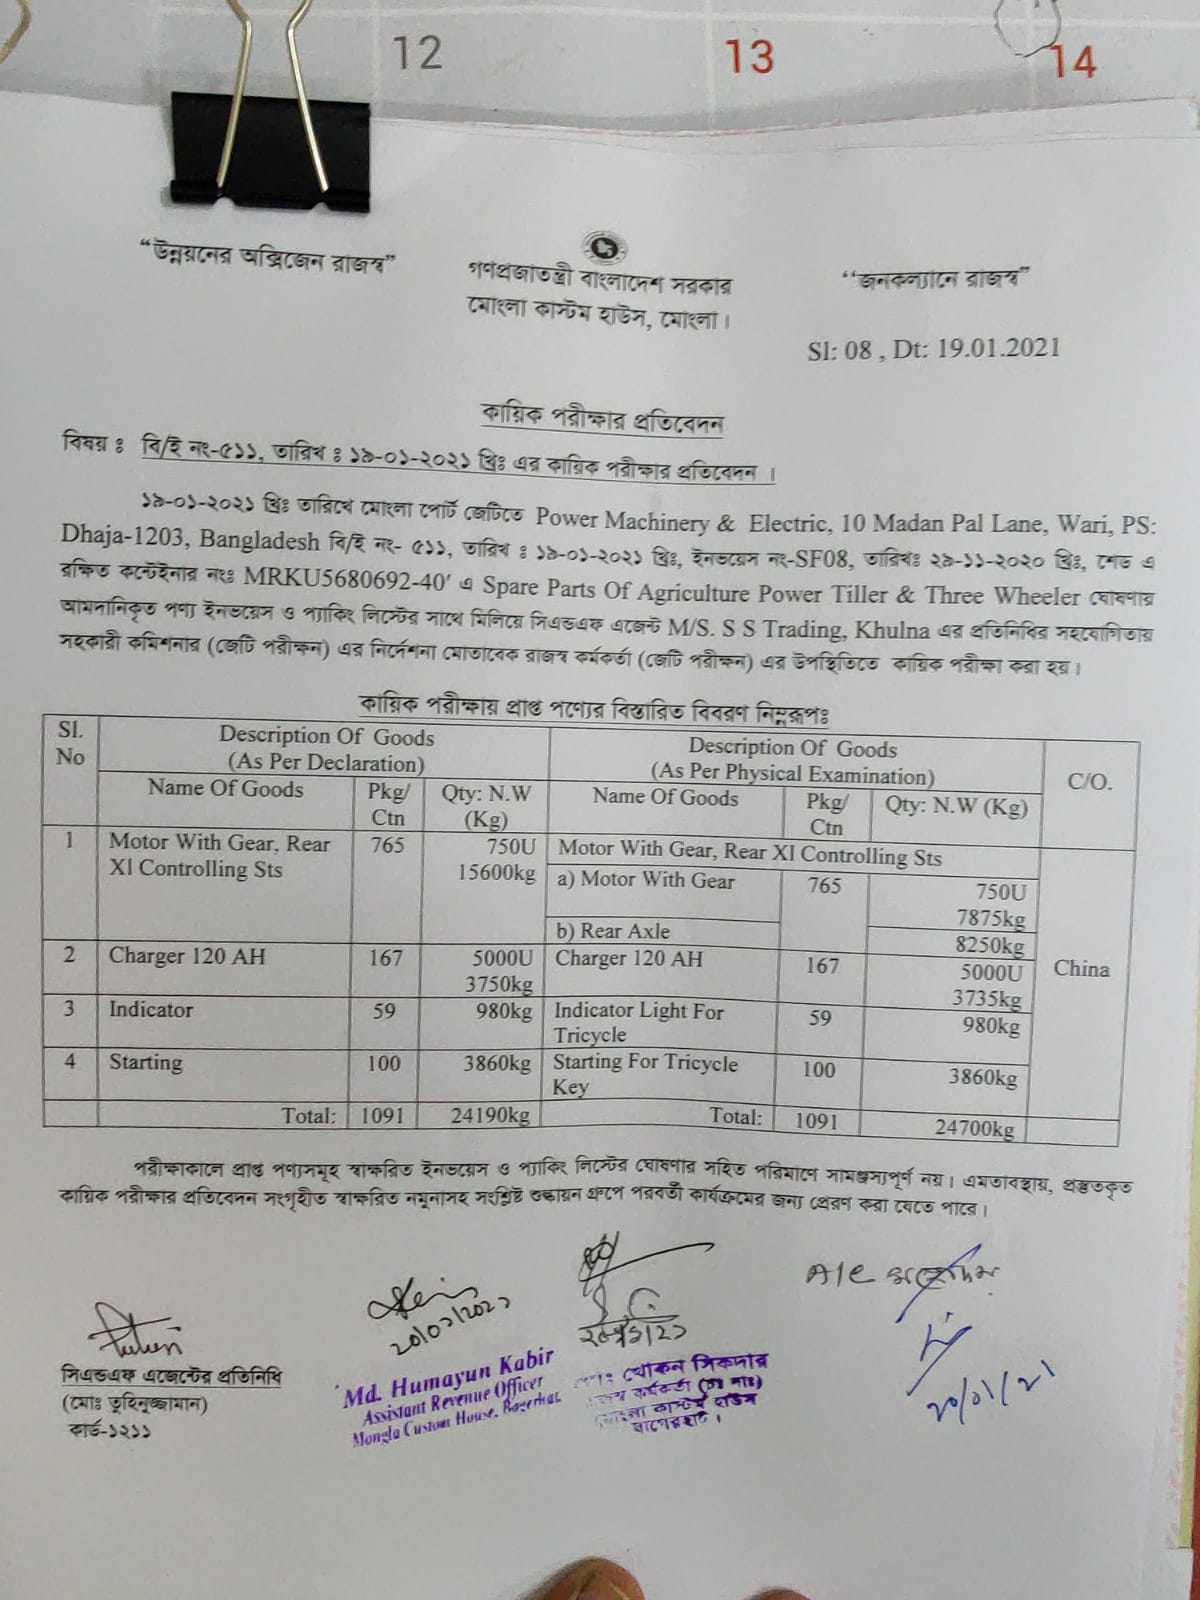 12 13 14
“উন্নয়নের অক্সিজেন রাজস্ব”
গণপ্রজাতন্ত্রী বাংলাদেশ সরকার
মোংলা কাস্টম হাউস, মোংলা।
“জনকল্যানে রাজস্ব”
Sl: 08 , Dt: 19.01.2021
কায়িক পরীক্ষার প্রতিবেদন
বিষয় ঃ বি/ই নং-৫১১, তারিখ ঃ ১৯-০১-২০২১ খ্রিঃ এর কায়িক পরীক্ষার প্রতিবেদন ।
১৯-০১-২০২১ খ্রিঃ তারিখে মোংলা পোর্ট জেটিতে Power Machinery & Electric, 10 Madan Pal Lane, Wari, PS:
Dhaja-1203, Bangladesh বি/ই নং- ৫১১, তারিখ ঃ ১৯-০১-২০২১ খ্রিঃ, ইনভয়েস নং-SF08, তারিখঃ ২৯-১১-২০২০ খ্রিঃ, শেড এ
রক্ষিত কন্টেইনার নংঃ MRKU5680692-40' এ Spare Parts Of Agriculture Power Tiller & Three Wheeler ঘোষণায়
আমদানিকৃত পণ্য ইনভয়েস ও প্যাকিং লিস্টের সাথে মিলিয়ে সিএন্ডএফ এজেন্ট M/S. S S Trading, Khulna এর প্রতিনিধির সহযোগিতায়
সহকারী কমিশনার (জেটি পরীক্ষন) এর নির্দেশনা মোতাবেক রাজস্ব কর্মকর্তা (জেটি পরীক্ষন) এর উপস্থিতিতে কায়িক পরীক্ষা করা হয়।
কায়িক পরীক্ষায় প্রাপ্ত পণ্যের বিস্তারিত বিবরণ নিম্নরূপঃ
Sl. No Description Of Goods (As Per Declaration) Description Of Goods (As Per Physical Examination) C/O.
Name Of Goods Pkg/ Ctn Qty: N.W (Kg) Name Of Goods Pkg/ Ctn Qty: N.W (Kg)
1 Motor With Gear, Rear 765 750U Motor With Gear, Rear Xl Controlling Sts
Xl Controlling Sts 15600kg a) Motor With Gear 765 750U
7875kg
b) Rear Axle 8250kg
2 Charger 120 AH 167 5000U Charger 120 AH 167 5000U China
3750kg 3735kg
3 Indicator 59 980kg Indicator Light For 59 980kg
Tricycle
4 Starting 100 3860kg Starting For Tricycle 100 3860kg
Key
Total: 1091 24190kg Total: 1091 24700kg
পরীক্ষাকালে প্রাপ্ত পণ্যসমূহ স্বাক্ষরিত ইনভয়েস ও প্যাকিং লিস্টের ঘোষণার সহিত পরিমাণে সামঞ্জস্যপূর্ণ নয়। এমতাবস্থায়, প্রস্তুতকৃত
কায়িক পরীক্ষার প্রতিবেদন সংগৃহীত স্বাক্ষরিত নমুনাসহ সংশ্লিষ্ট শুল্কায়ন গ্রুপে পরবর্তী কার্যক্রমের জন্য প্রেরণ করা যেতে পারে।
সিএন্ডএফ এজেন্টের প্রতিনিধি
(মোঃ তুহিনুজ্জামান)
কার্ড-১২১১
২০/০১/২০২১
Md. Humayun Kabir
Assistant Revenue Officer
Mongla Custom House, Bagerhat.
মোঃ খোকন সিকদার
রাজস্ব কর্মকর্তা
মোংলা কাস্টম হাউস
বাগেরহাট।
A/C
20/01/21